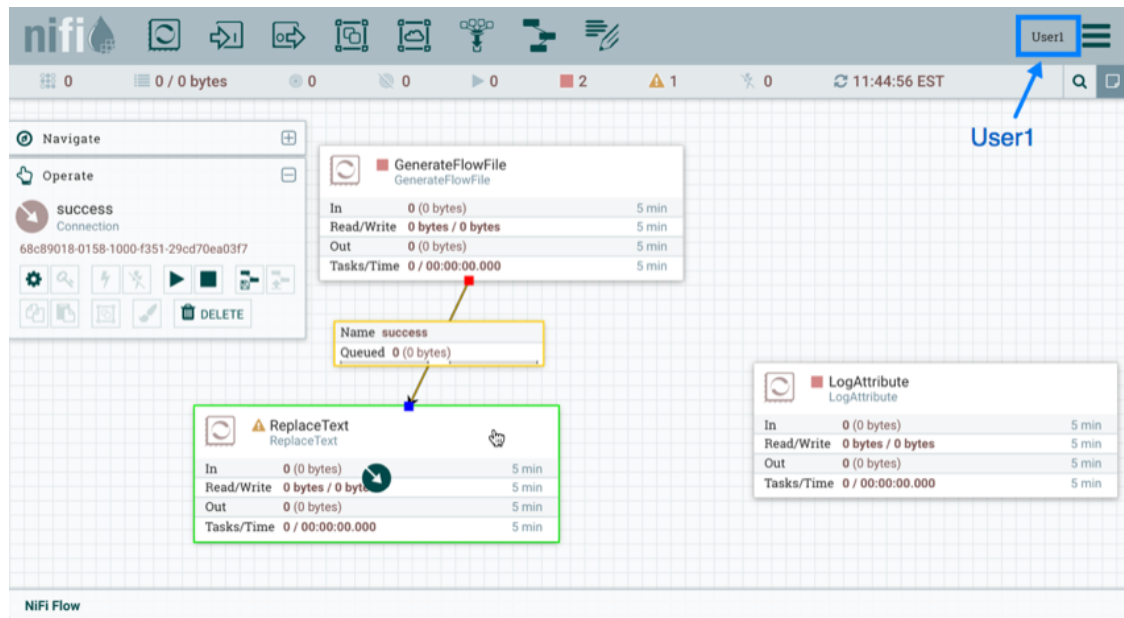 nifi
User1
0
0 / 0 bytes
0
0
0
2
1
0
11:44:56 EST
User1
Navigate
Operate
success
Connection
68c89018-0158-1000-f351-29cd70ea03f7
DELETE
GenerateFlowFile
GenerateFlowFile
In 0 (0 bytes) 5 min
Read/Write 0 bytes / 0 bytes 5 min
Out 0 (0 bytes) 5 min
Tasks/Time 0 / 00:00:00.000 5 min
Name success
Queued 0 (0 bytes)
ReplaceText
ReplaceText
In 0 (0 bytes) 5 min
Read/Write 0 bytes / 0 byte 5 min
Out 0 (0 bytes) 5 min
Tasks/Time 0 / 00:00:00.000 5 min
LogAttribute
LogAttribute
In 0 (0 bytes) 5 min
Read/Write 0 bytes / 0 bytes 5 min
Out 0 (0 bytes) 5 min
Tasks/Time 0 / 00:00:00.000 5 min
NiFi Flow